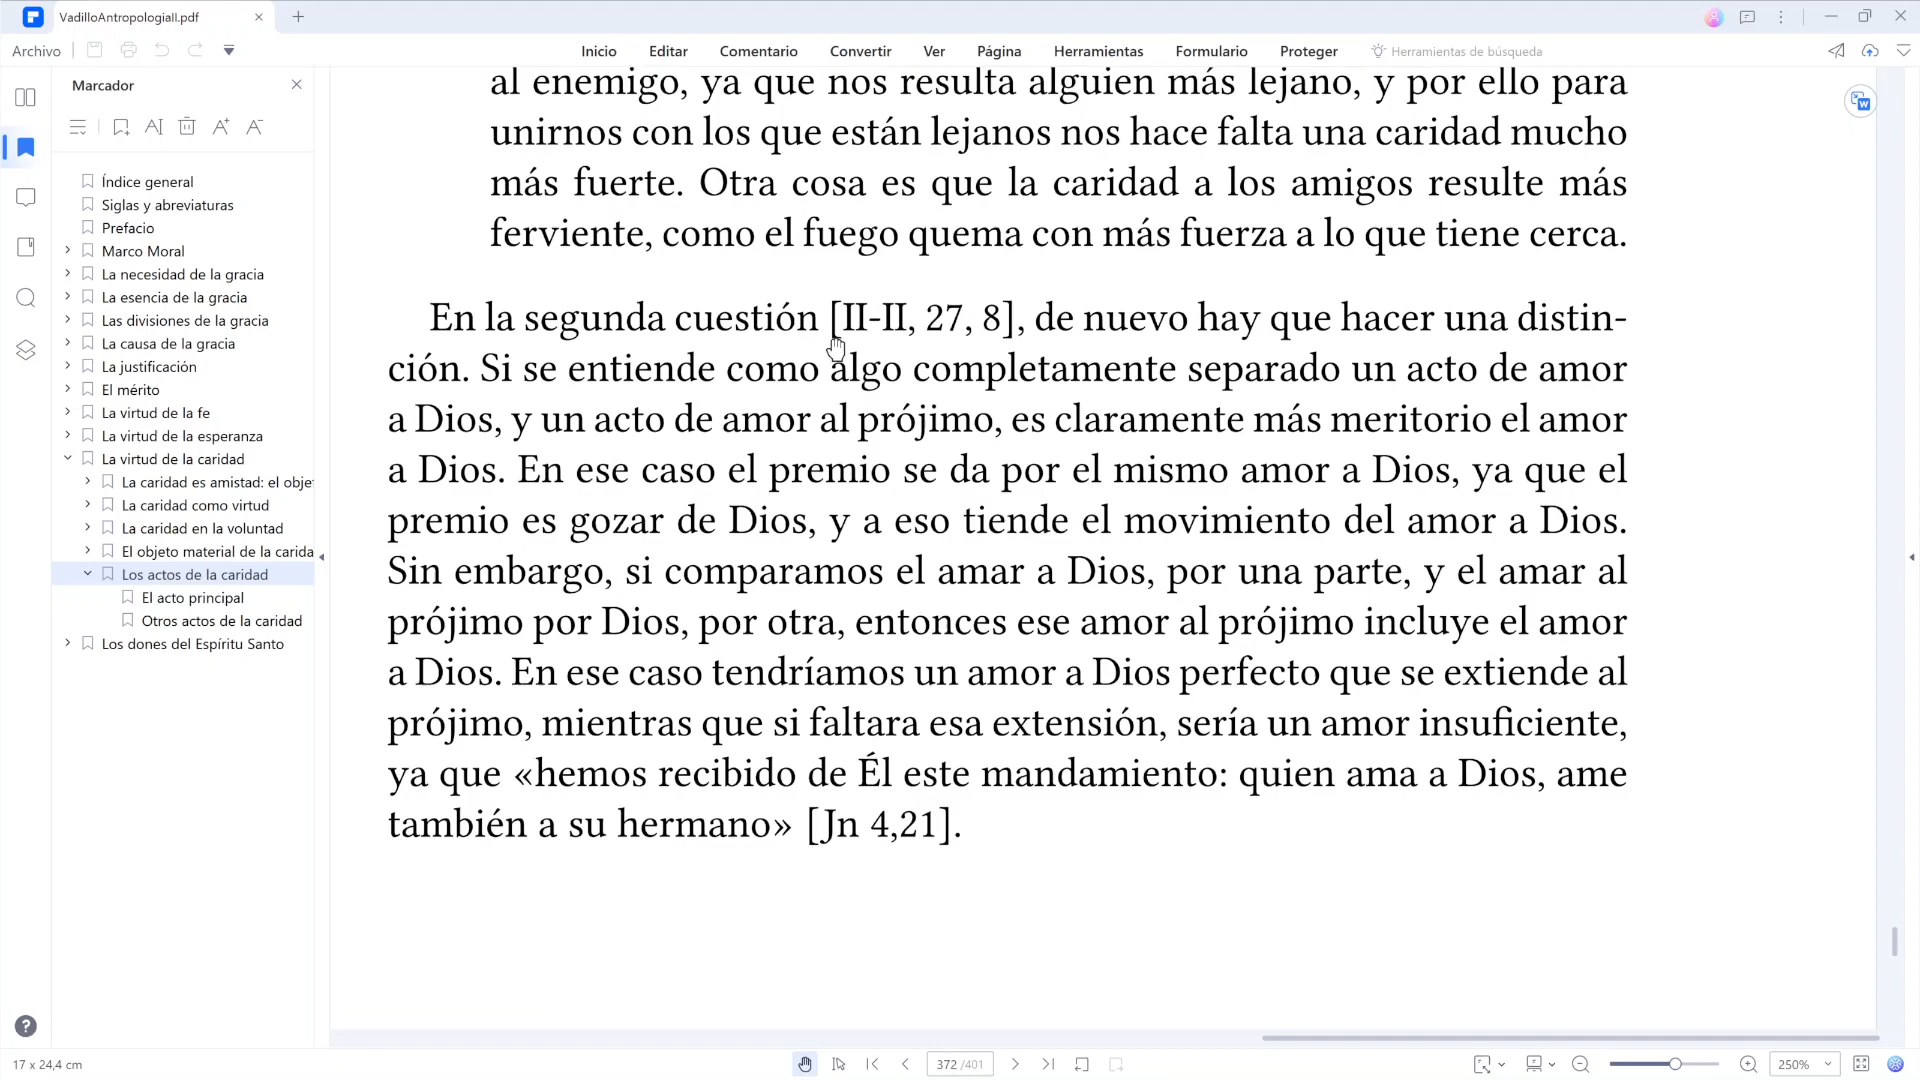 VadilloAntropologiaII.pdf
Archivo
Inicio
Editar
Comentario
Convertir
Ver
Página
Herramientas
Formulario
Proteger
Herramientas de búsqueda
Marcador
Índice general
Siglas y abreviaturas
Prefacio
Marco Moral
La necesidad de la gracia
La esencia de la gracia
Las divisiones de la gracia
La causa de la gracia
La justificación
El mérito
La virtud de la fe
La virtud de la esperanza
La virtud de la caridad
La caridad es amistad: el obje
La caridad como virtud
La caridad en la voluntad
El objeto material de la carida
Los actos de la caridad
El acto principal
Otros actos de la caridad
Los dones del Espíritu Santo
al enemigo, ya que nos resulta alguien más lejano, y por ello para
unirnos con los que están lejanos nos hace falta una caridad mucho
más fuerte. Otra cosa es que la caridad a los amigos resulte más
ferviente, como el fuego quema con más fuerza a lo que tiene cerca.
En la segunda cuestión [II-II, 27, 8], de nuevo hay que hacer una distin-
ción. Si se entiende como algo completamente separado un acto de amor
a Dios, y un acto de amor al prójimo, es claramente más meritorio el amor
a Dios. En ese caso el premio se da por el mismo amor a Dios, ya que el
premio es gozar de Dios, y a eso tiende el movimiento del amor a Dios.
Sin embargo, si comparamos el amar a Dios, por una parte, y el amar al
prójimo por Dios, por otra, entonces ese amor al prójimo incluye el amor
a Dios. En ese caso tendríamos un amor a Dios perfecto que se extiende al
prójimo, mientras que si faltara esa extensión, sería un amor insuficiente,
ya que «hemos recibido de Él este mandamiento: quien ama a Dios, ame
también a su hermano» [Jn 4,21].
17 x 24,4 cm
372 /401
250%